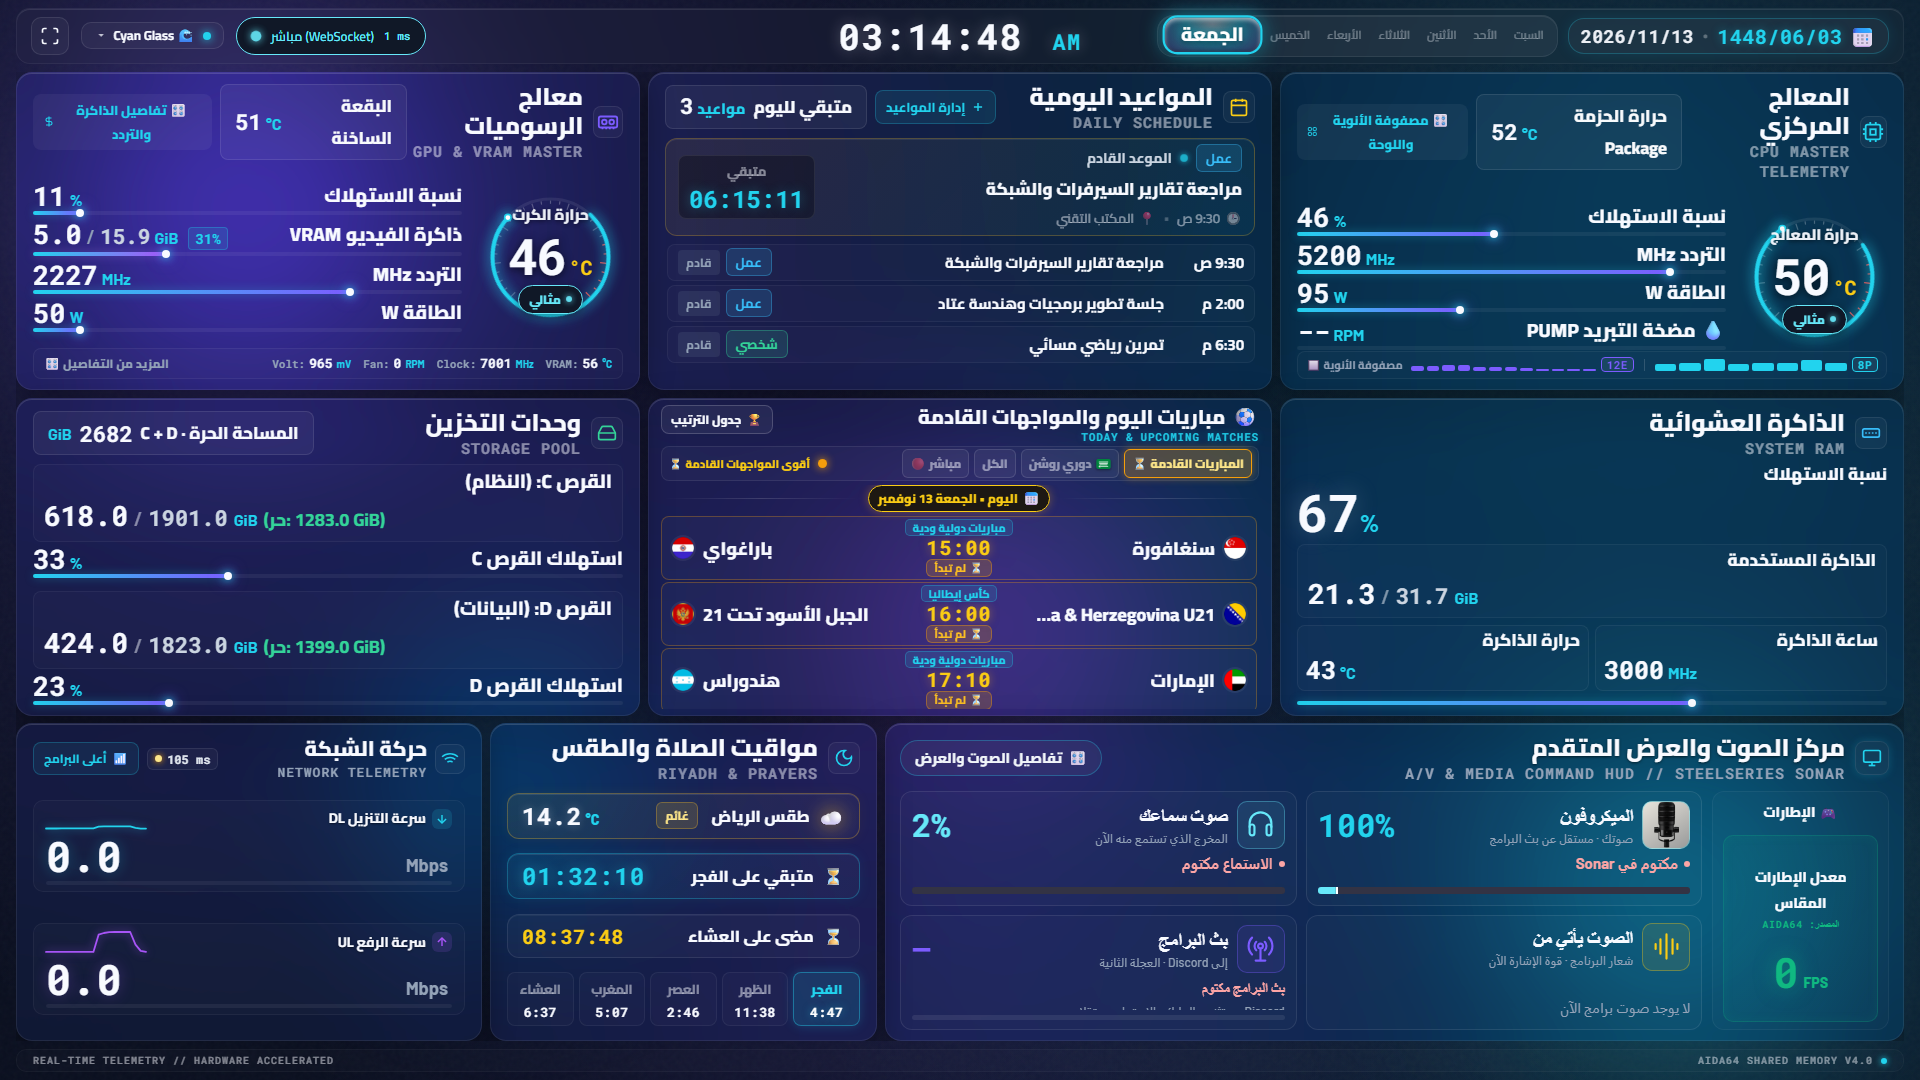 2026/11/13 • 1448/06/03
السبت الأحد الأثنين الثلاثاء الأربعاء الخميس الجمعة
03:14:48 AM
مباشر (WebSocket) 1 ms
Cyan Glass
المعالج المركزي
CPU MASTER TELEMETRY
حرارة الحزمة Package
52 °C
مصفوفة الأنوية واللوحة
حرارة المعالج
50 °C
مثالي
نسبة الاستهلاك
46 %
التردد MHz
5200 MHz
الطاقة W
95 W
مضخة التبريد PUMP
-- RPM
8P
12E
مصفوفة الأنوية
المواعيد اليومية
DAILY SCHEDULE
+ إدارة المواعيد
متبقي لليوم 3 مواعيد
عمل
الموعد القادم
مراجعة تقارير السيرفرات والشبكة
9:30 ص • المكتب التقني
متبقي
06:15:11
9:30 ص مراجعة تقارير السيرفرات والشبكة عمل قادم
2:00 م جلسة تطوير برمجيات وهندسة عتاد عمل قادم
6:30 م تمرين رياضي مسائي شخصي قادم
معالج الرسوميات
GPU & VRAM MASTER
البقعة الساخنة
51 °C
تفاصيل الذاكرة والتردد
$
حرارة الكرت
46 °C
مثالي
نسبة الاستهلاك
11 %
ذاكرة الفيديو VRAM
5.0 / 15.9 GiB 31%
التردد MHz
2227 MHz
الطاقة W
50 W
Volt: 965 mV Fan: 0 RPM Clock: 7001 MHz VRAM: 56 °C
المزيد من التفاصيل
الذاكرة العشوائية
SYSTEM RAM
نسبة الاستهلاك
67 %
الذاكرة المستخدمة
21.3 / 31.7 GiB
ساعة الذاكرة
3000 MHz
حرارة الذاكرة
43 °C
مباريات اليوم والمواجهات القادمة
TODAY & UPCOMING MATCHES
جدول الترتيب
المباريات القادمة
دوري روشن
الكل
مباشر
أقوى المواجهات القادمة
اليوم • الجمعة 13 نوفمبر
مباريات دولية ودية
سنغافورة 15:00 باراغواي
لم تبدأ
كأس إيطاليا
...a & Herzegovina U21 16:00 الجبل الأسود تحت 21
لم تبدأ
مباريات دولية ودية
الإمارات 17:10 هندوراس
لم تبدأ
وحدات التخزين
STORAGE POOL
المساحة الحرة · C + D 2682 GiB
القرص C: (النظام)
618.0 / 1901.0 GiB (حر: 1283.0 GiB)
استهلاك القرص C
33 %
القرص D: (البيانات)
424.0 / 1823.0 GiB (حر: 1399.0 GiB)
استهلاك القرص D
23 %
مركز الصوت والعرض المتقدم
A/V & MEDIA COMMAND HUD // STEELSERIES SONAR
تفاصيل الصوت والعرض
الإطارات
معدل الإطارات المقاس
المصدر: AIDA64
0 FPS
الميكروفون
صوتك · مستقل عن بث البرامج
مكتوم في Sonar
100%
صوت سماعتك
المخرج الذي تستمع منه الآن
الاستماع مكتوم
2%
الصوت يأتي من
شعار البرنامج · قوة الإشارة الآن
لا يوجد صوت برامج الآن
بث البرامج
إلى Discord · العجلة الثانية
بث البرامج مكتوم
—
مواقيت الصلاة والطقس
RIYADH & PRAYERS
طقس الرياض غائم 14.2 °C
متبقي على الفجر 01:32:10
مضى على العشاء 08:37:48
الفجر الظهر العصر المغرب العشاء
4:47 11:38 2:46 5:07 6:37
حركة الشبكة
NETWORK TELEMETRY
105 ms
أعلى البرامج
سرعة التنزيل DL
0.0 Mbps
سرعة الرفع UL
0.0 Mbps
REAL-TIME TELEMETRY // HARDWARE ACCELERATED
AIDA64 SHARED MEMORY V4.0